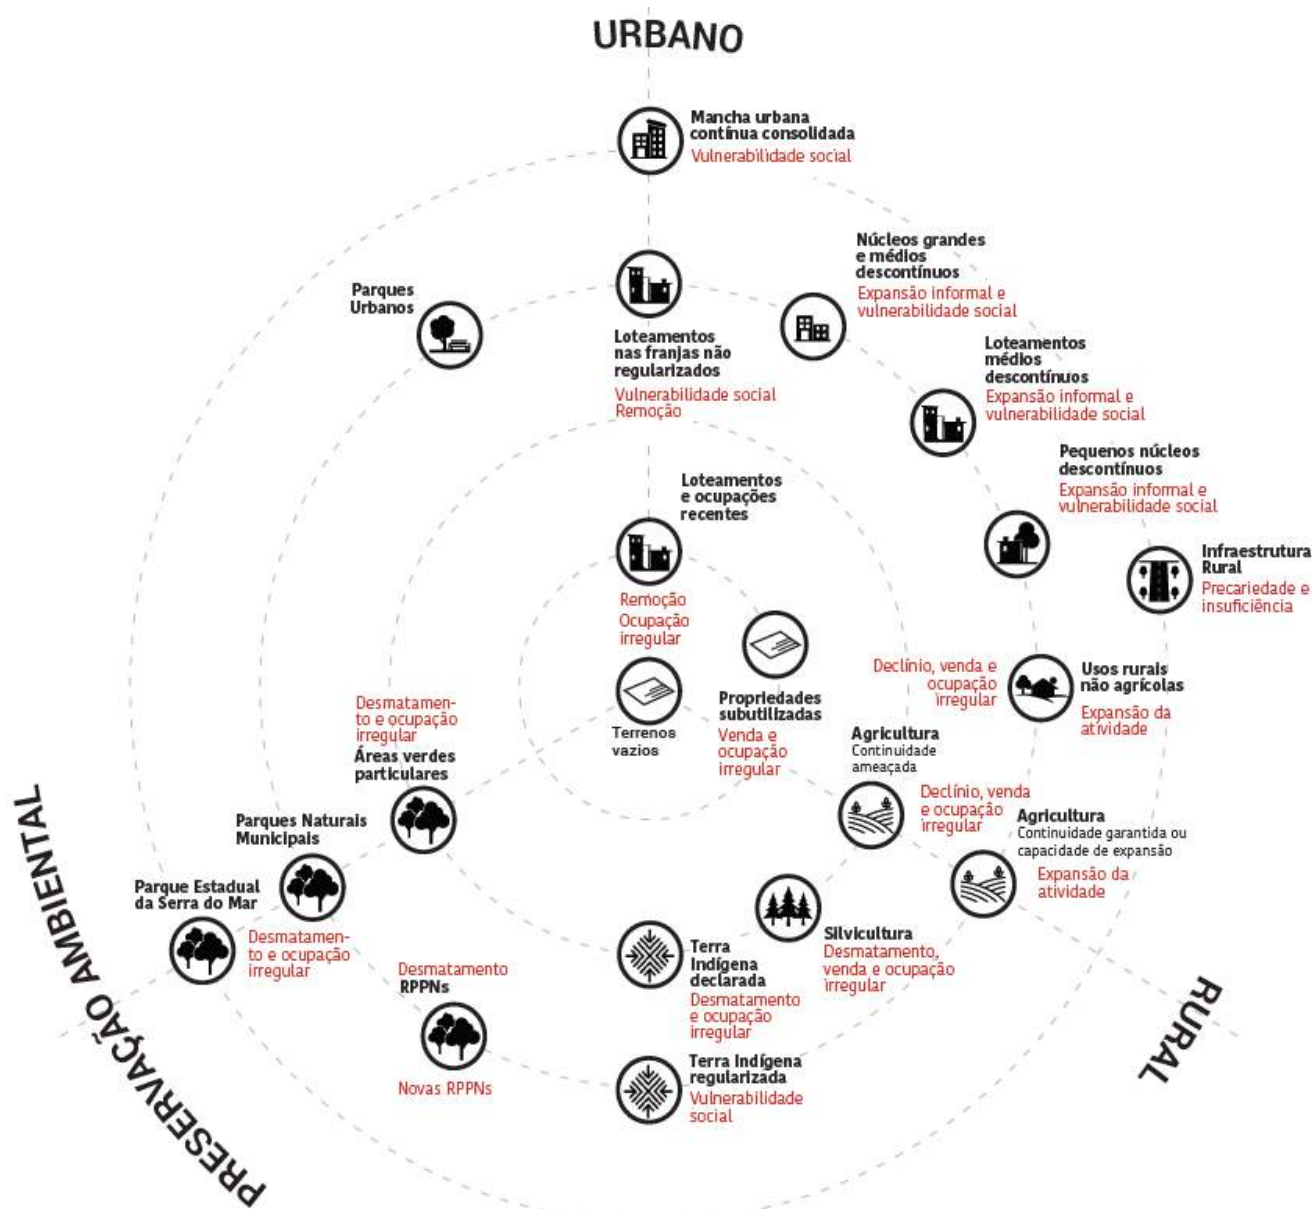 URBANO
Mancha urbana
contínua consolidada
Vulnerabilidade social
Núcleos grandes
e médios
descontínuos
Expansão informal e
vulnerabilidade social
Parques
Urbanos
Loteamentos
nas franjas não
regularizados
Vulnerabilidade social
Remoção
Loteamentos
médios
descontínuos
Expansão informal e
vulnerabilidade social
Pequenos núcleos
descontínuos
Expansão informal e
vulnerabilidade social
Loteamentos
e ocupações
recentes
Remoção
Ocupação
irregular
Infraestrutura
Rural
Precariedade e
insuficiência
Declínio, venda e
ocupação
irregular
Usos rurais
não agrícolas
Expansão da
atividade
Terrenos
vazios
Propriedades
subutilizadas
Venda e
ocupação
irregular
Desmatamen-
to e ocupação
irregular
Áreas verdes
particulares
Agricultura
Continuidade
ameaçada
Declínio, venda
e ocupação
irregular
Agricultura
Continuidade garantida ou
capacidade de expansão
Expansão da
atividade
Parques Naturais
Municipais
Parque Estadual
da Serra do Mar
Desmatamen-
to e ocupação
irregular
Silvicultura
Desmatamento,
venda e ocupação
irregular
Terra
Indígena
declarada
Desmatamento
e ocupação
irregular
Desmatamento
RPPNs
Novas RPPNs
Terra Indígena
regularizada
Vulnerabilidade
social
PRESERVAÇÃO AMBIENTAL
RURAL